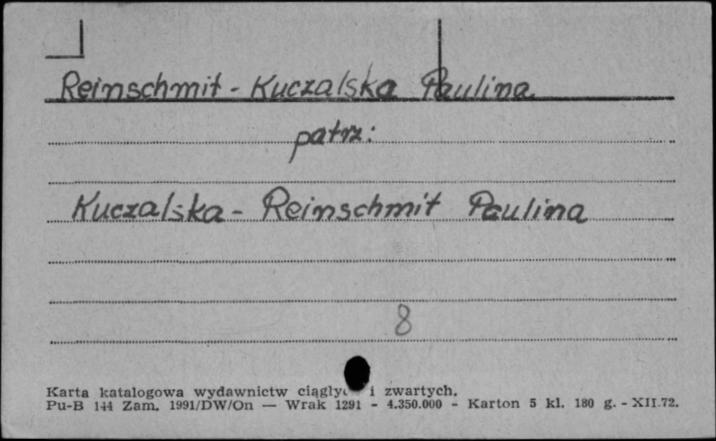 Reinschmit - Kuczalska Paulina
patrz:
Kuczalska - Reinschmit Paulina
8
Karta katalogowa wydawnictw i zwartych.
Pu-B 144 Zam. 1991/DW/On — Wrak 1291 - 4.350.000 - Karton 5 kl. 180 g. - XII.72.